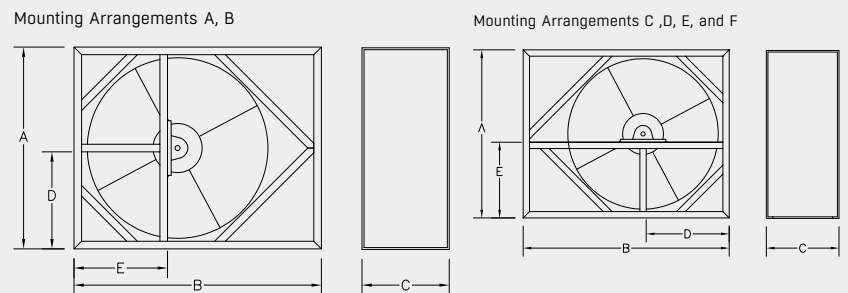 Mounting Arrangements A, B
Mounting Arrangements C ,D, E, and F
A
D
E
B
C
A
E
D
B
C